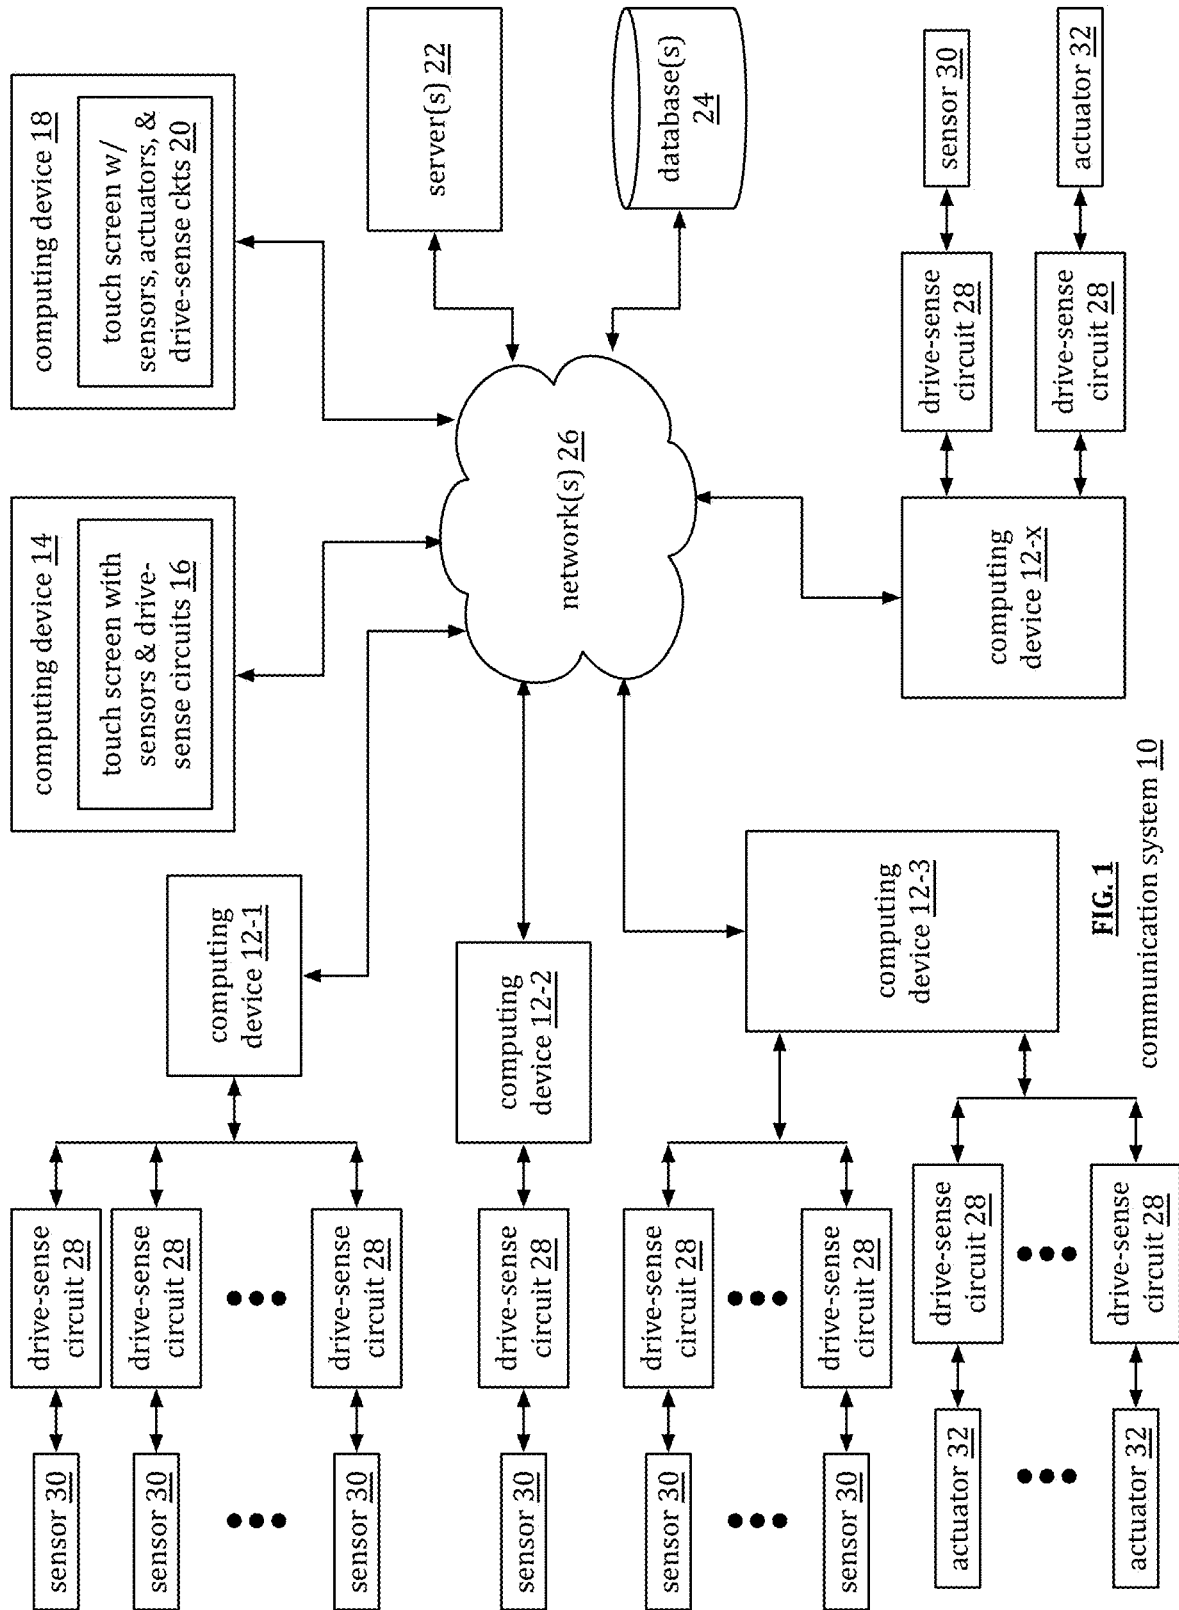 sensor 30
drive-sense
circuit 28
sensor 30
drive-sense
circuit 28
sensor 30
drive-sense
circuit 28
computing
device 12-1
computing device 14
touch screen with
sensors & drive-
sense circuits 16
computing device 18
touch screen w/
sensors, actuators, &
drive-sense ckts 20
sensor 30
drive-sense
circuit 28
computing
device 12-2
network(s) 26
server(s) 22
database(s)
24
sensor 30
drive-sense
circuit 28
sensor 30
drive-sense
circuit 28
computing
device 12-3
actuator 32
drive-sense
circuit 28
actuator 32
drive-sense
circuit 28
computing
device 12-x
drive-sense
circuit 28
sensor 30
drive-sense
circuit 28
actuator 32
FIG. 1
communication system 10